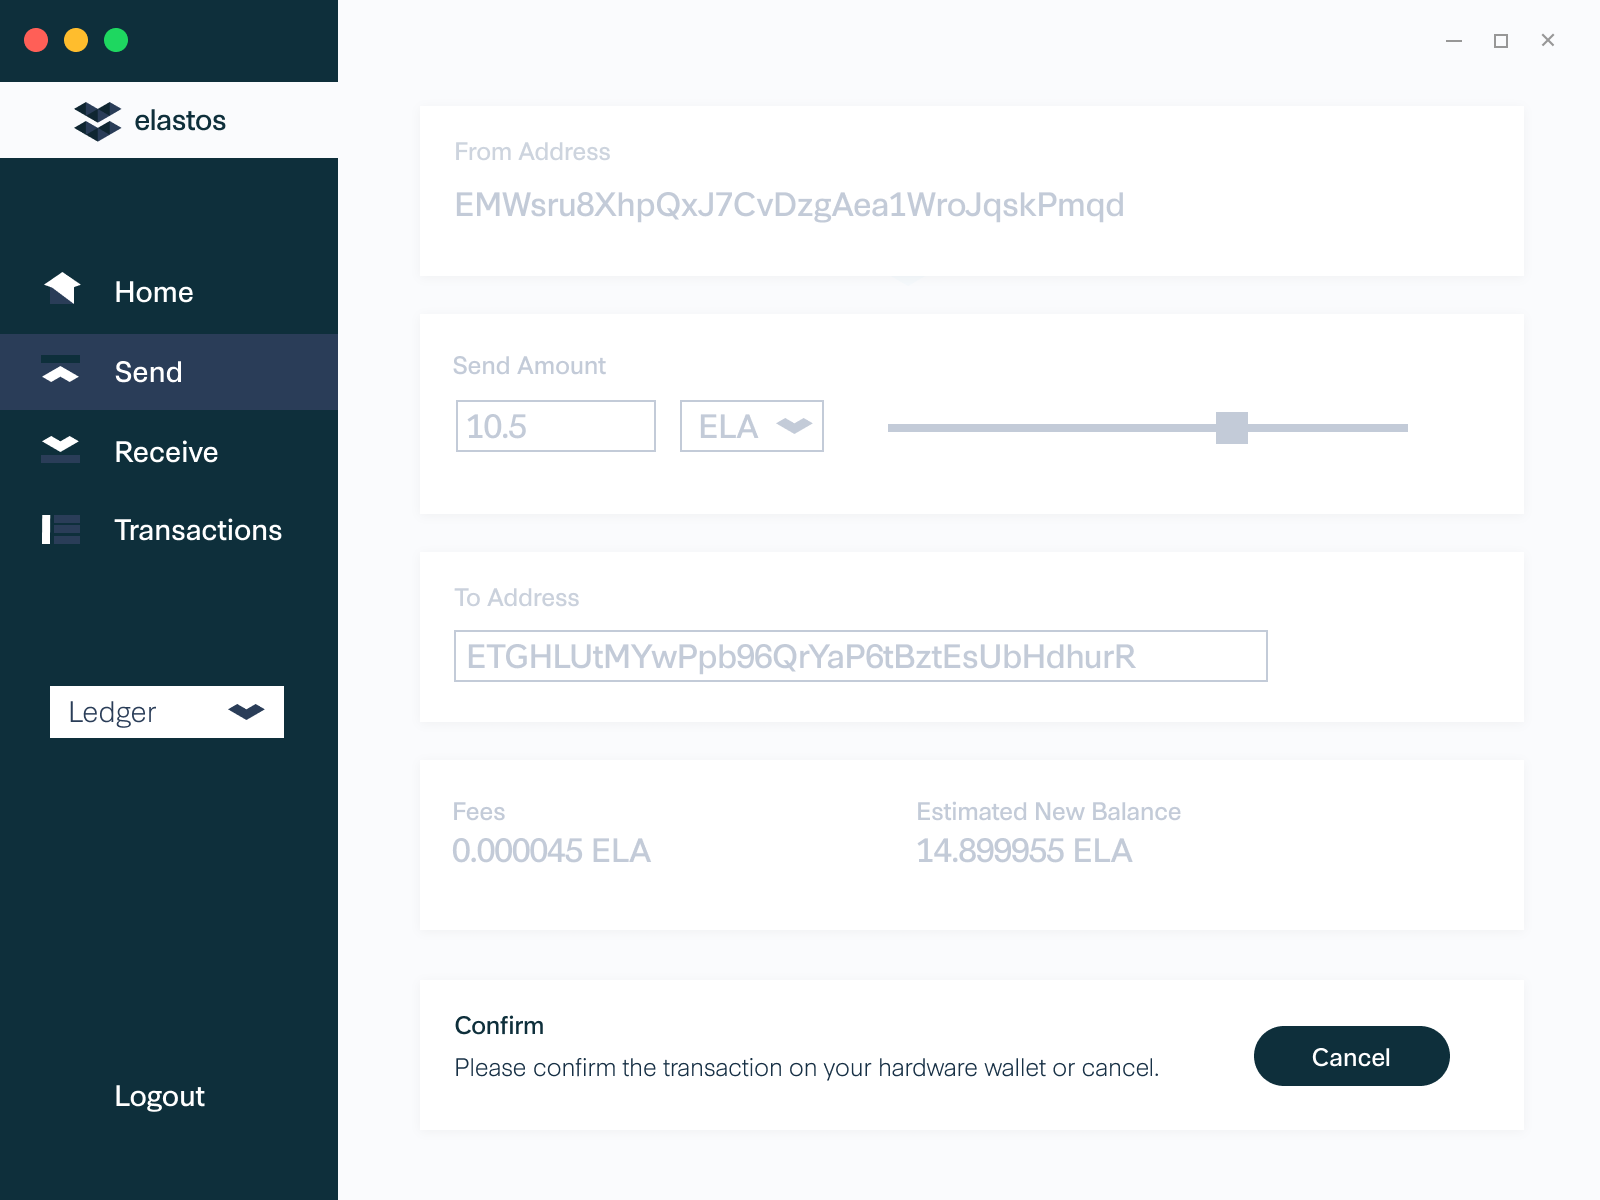 elastos
Home
Send
Receive
Transactions
Ledger
Logout
From Address
EMWsru8XhpQxJ7CvDzgAea1WroJqskPmqd
Send Amount
10.5 ELA
To Address
ETGHLUtMYwPpb96QrYaP6tBztEsUbHdhurR
Fees Estimated New Balance
0.000045 ELA 14.899955 ELA
Confirm
Please confirm the transaction on your hardware wallet or cancel.
Cancel